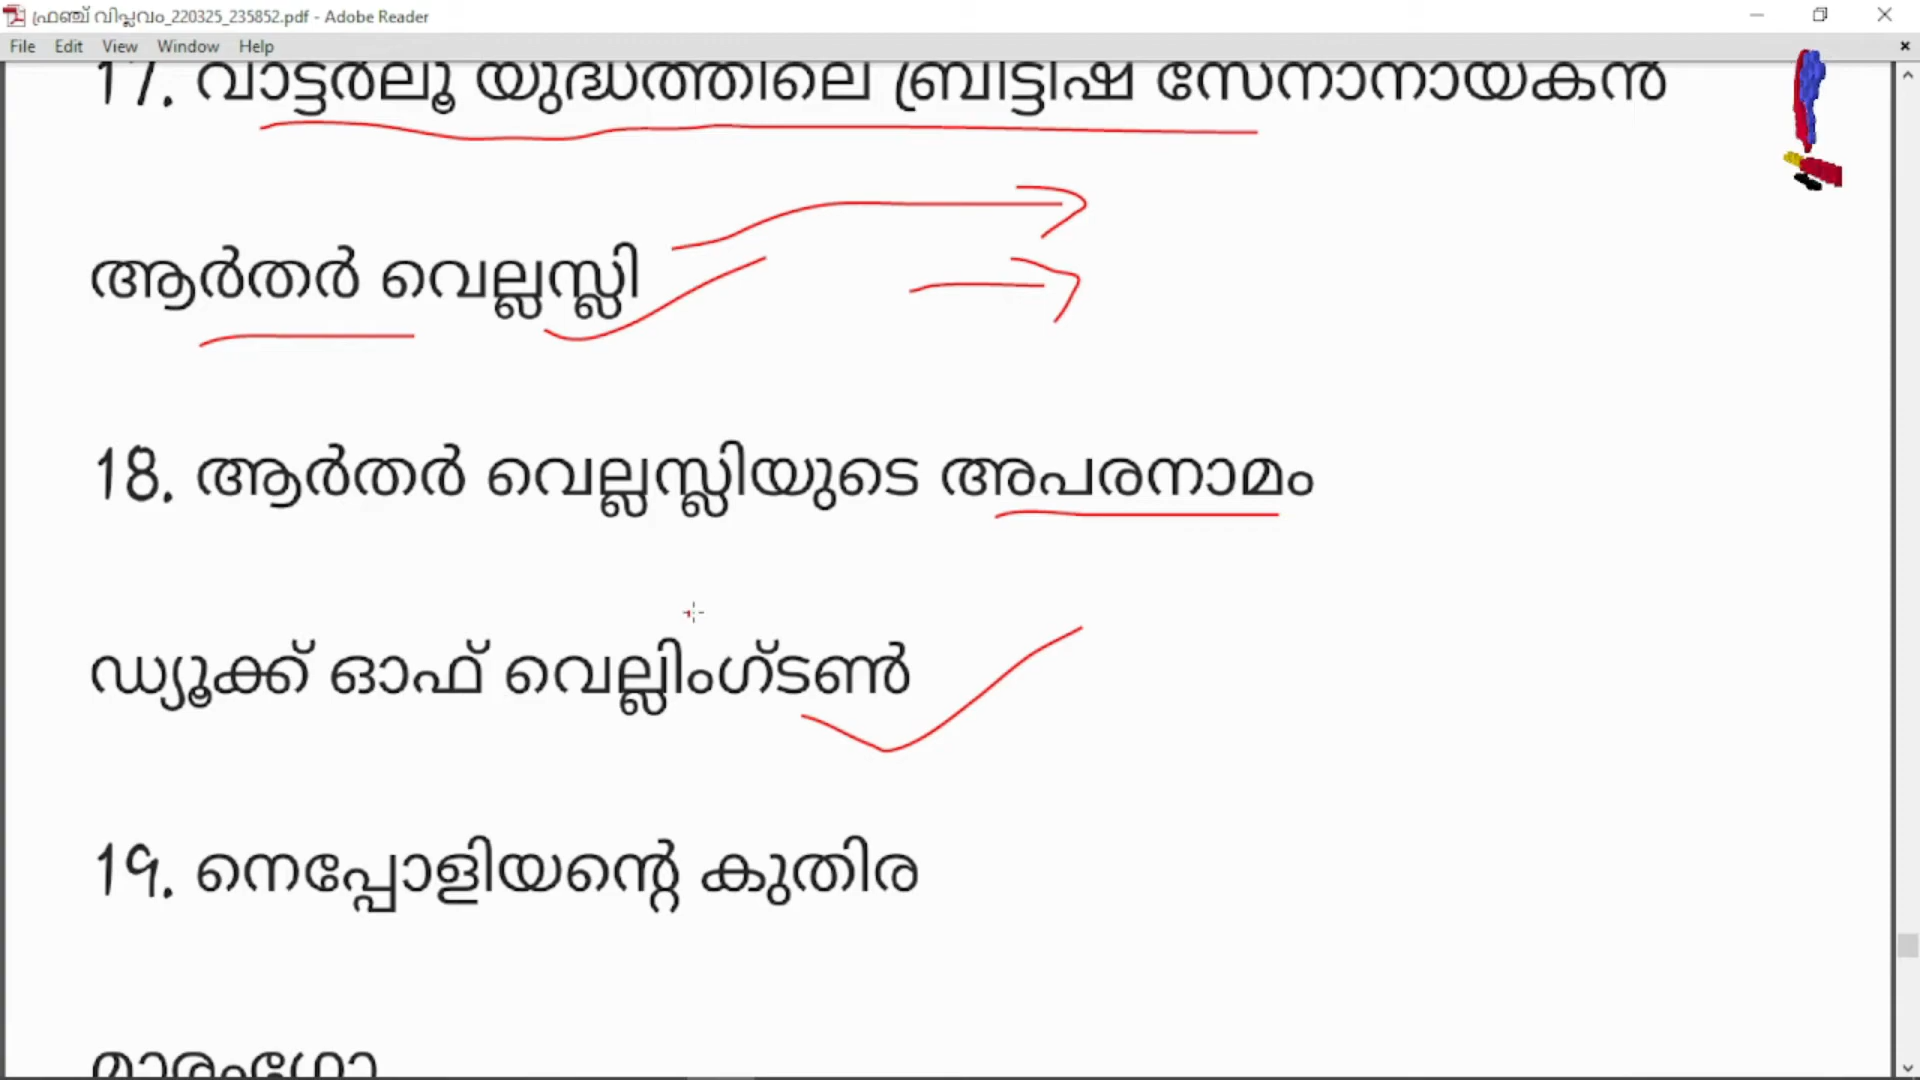 ഫ്രഞ്ച് വിപ്ലവം_220325_235852.pdf - Adobe Reader
File Edit View Window Help
17. വാട്ടർലൂ യുദ്ധത്തിലെ ബ്രിട്ടീഷ് സേനാനായകൻ
ആർതർ വെല്ലസ്ലി
18. ആർതർ വെല്ലസ്ലിയുടെ അപരനാമം
ഡ്യൂക്ക് ഓഫ് വെല്ലിംഗ്ടൺ
19. നെപ്പോളിയന്റെ കുതിര
മാരംഗോ